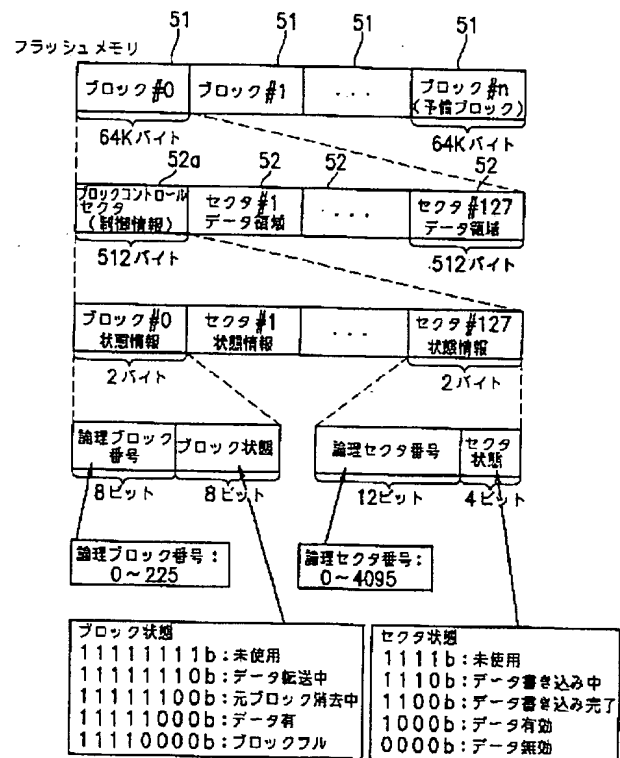 51
51
51
51
フラッシュメモリ
ブロック#0
ブロック#1
・・・
ブロック#n
(予備ブロック)
64Kバイト
64Kバイト
52a
52
52
52
ブロックコントロール
セクタ
(制御情報)
セクタ#1
データ領域
・・・・
セクタ#127
データ領域
512バイト
512バイト
ブロック#0
状態情報
セクタ#1
状態情報
・・・
セクタ#127
状態情報
2バイト
2バイト
論理ブロック
番号
ブロック状態
論理セクタ番号
セクタ
状態
8ビット
8ビット
12ビット
4ビット
論理ブロック番号:
0~225
論理セクタ番号:
0~4095
ブロック状態
11111111b:未使用
11111110b:データ転送中
11111100b:元ブロック消去中
11111000b:データ有
11110000b:ブロックフル
セクタ状態
1111b:未使用
1110b:データ書き込み中
1100b:データ書き込み完了
1000b:データ有効
0000b:データ無効